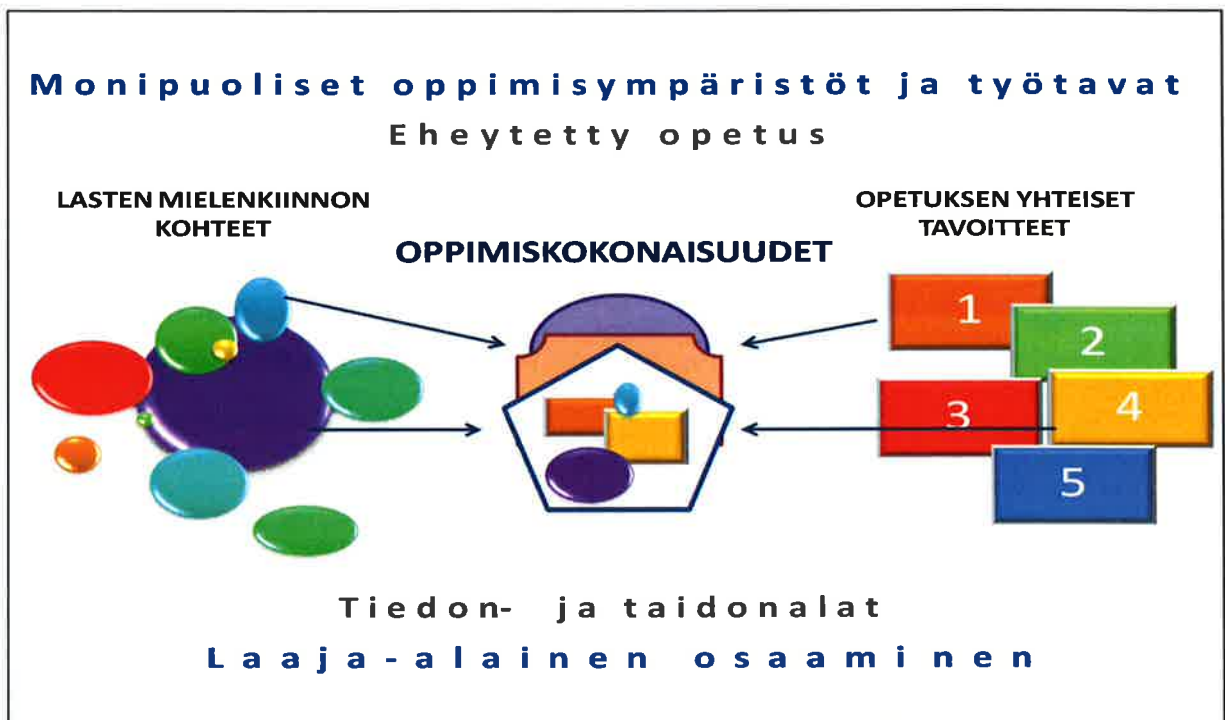 Monipuoliset oppimisympäristöt ja työtavat
Eheytetty opetus
LASTEN MIELENKIINNON
KOHTEET
OPPIMISKOKONAISUUDET
OPETUKSEN YHTEISET
TAVOITTEET
1
2
3
4
5
Tiedon- ja taidonalat
Laaja-alainen osaaminen